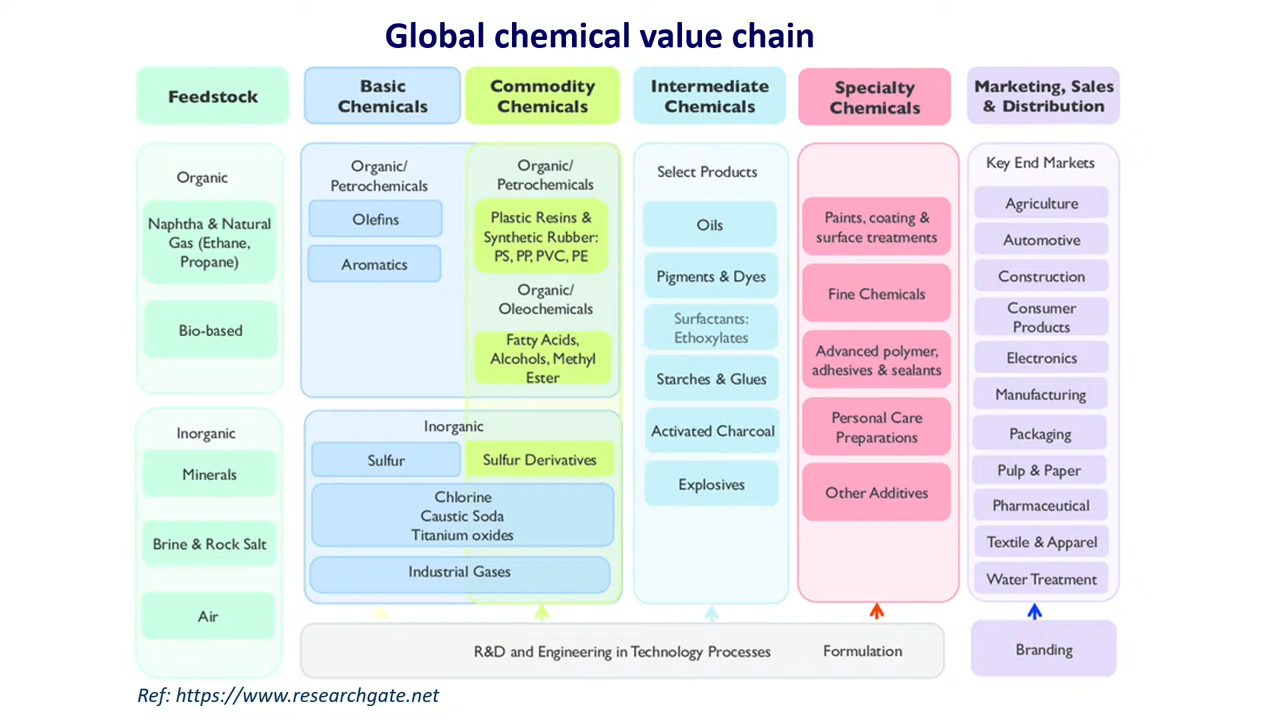 Global chemical value chain
Feedstock
Basic
Chemicals
Commodity
Chemicals
Intermediate
Chemicals
Specialty
Chemicals
Marketing, Sales
& Distribution
Organic
Naphtha & Natural
Gas (Ethane,
Propane)
Bio-based
Inorganic
Minerals
Brine & Rock Salt
Air
Organic/
Petrochemicals
Olefins
Aromatics
Organic/
Petrochemicals
Plastic Resins &
Synthetic Rubber:
PS, PP, PVC, PE
Organic/
Oleochemicals
Fatty Acids,
Alcohols, Methyl
Ester
Inorganic
Sulfur
Sulfur Derivatives
Chlorine
Caustic Soda
Titanium oxides
Industrial Gases
Select Products
Oils
Pigments & Dyes
Surfactants:
Ethoxylates
Starches & Glues
Activated Charcoal
Explosives
Paints, coating &
surface treatments
Fine Chemicals
Advanced polymer,
adhesives & sealants
Personal Care
Preparations
Other Additives
Key End Markets
Agriculture
Automotive
Construction
Consumer
Products
Electronics
Manufacturing
Packaging
Pulp & Paper
Pharmaceutical
Textile & Apparel
Water Treatment
R&D and Engineering in Technology Processes
Formulation
Branding
Ref: https://www.researchgate.net